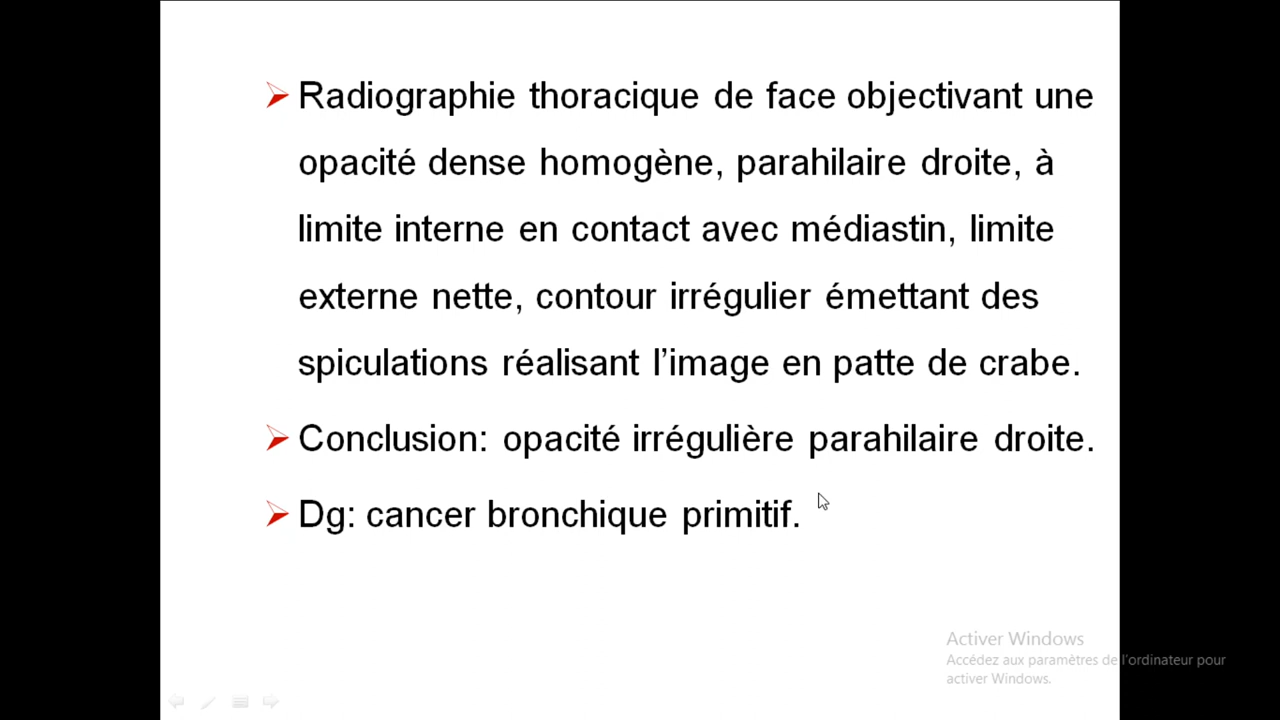 Radiographie thoracique de face objectivant une
opacité dense homogène, parahilaire droite, à
limite interne en contact avec médiastin, limite
externe nette, contour irrégulier émettant des
spiculations réalisant l’image en patte de crabe.
Conclusion: opacité irrégulière parahilaire droite.
Dg: cancer bronchique primitif.
Activer Windows
Accédez aux paramètres de l'ordinateur pour
activer Windows.